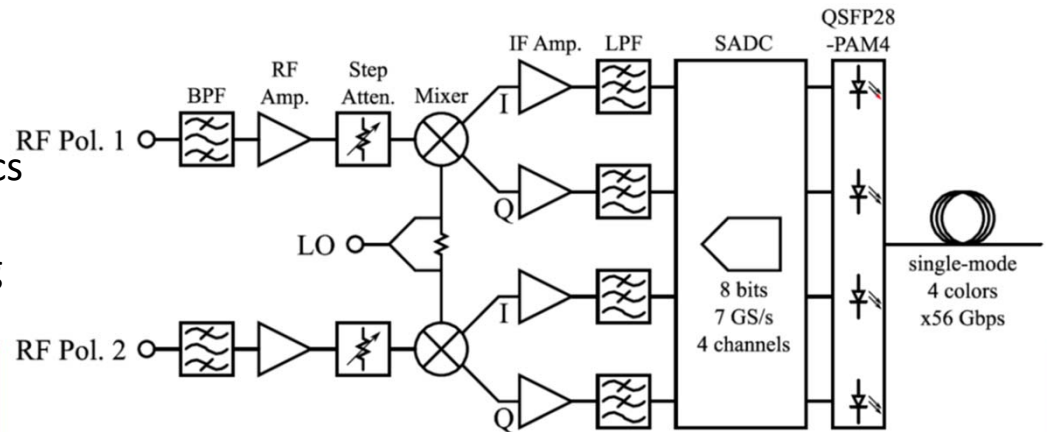 QSFP28
-PAM4
IF Amp. LPF SADC
RF
Amp.
Step
Atten.
BPF
Mixer
I
RF Pol. 1
cs
Q
LO
g
8 bits
7 GS/s
4 channels
single-mode
4 colors
x56 Gbps
I
RF Pol. 2
Q